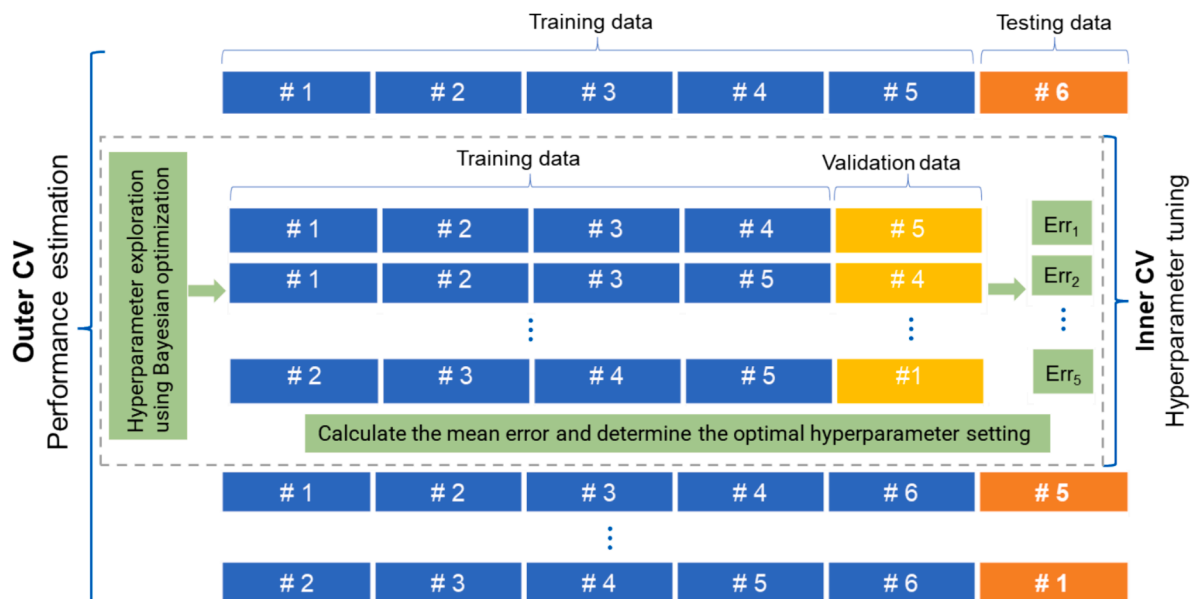 Training data
Testing data
# 1
# 2
# 3
# 4
# 5
# 6
Outer CV
Performance estimation
Hyperparameter exploration
using Bayesian optimization
Training data
Validation data
# 1
# 2
# 3
# 4
# 5
Err1
# 1
# 2
# 3
# 5
# 4
Err2
# 2
# 3
# 4
# 5
#1
Err5
Calculate the mean error and determine the optimal hyperparameter setting
Inner CV
Hyperparameter tuning
# 1
# 2
# 3
# 4
# 6
# 5
# 2
# 3
# 4
# 5
# 6
# 1